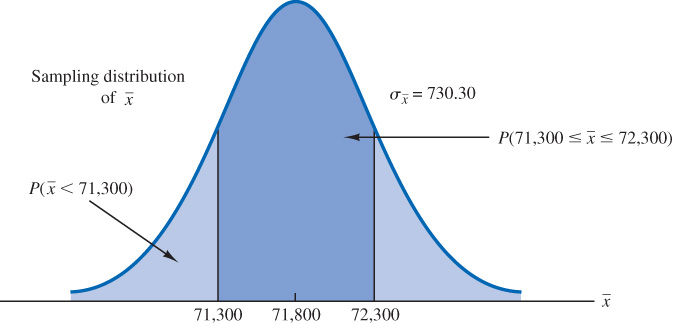 Sampling distribution
of x̄
σx̄ = 730.30
P(71,300 ≤ x̄ ≤ 72,300)
P(x̄ < 71,300)
x̄
71,300 71,800 72,300